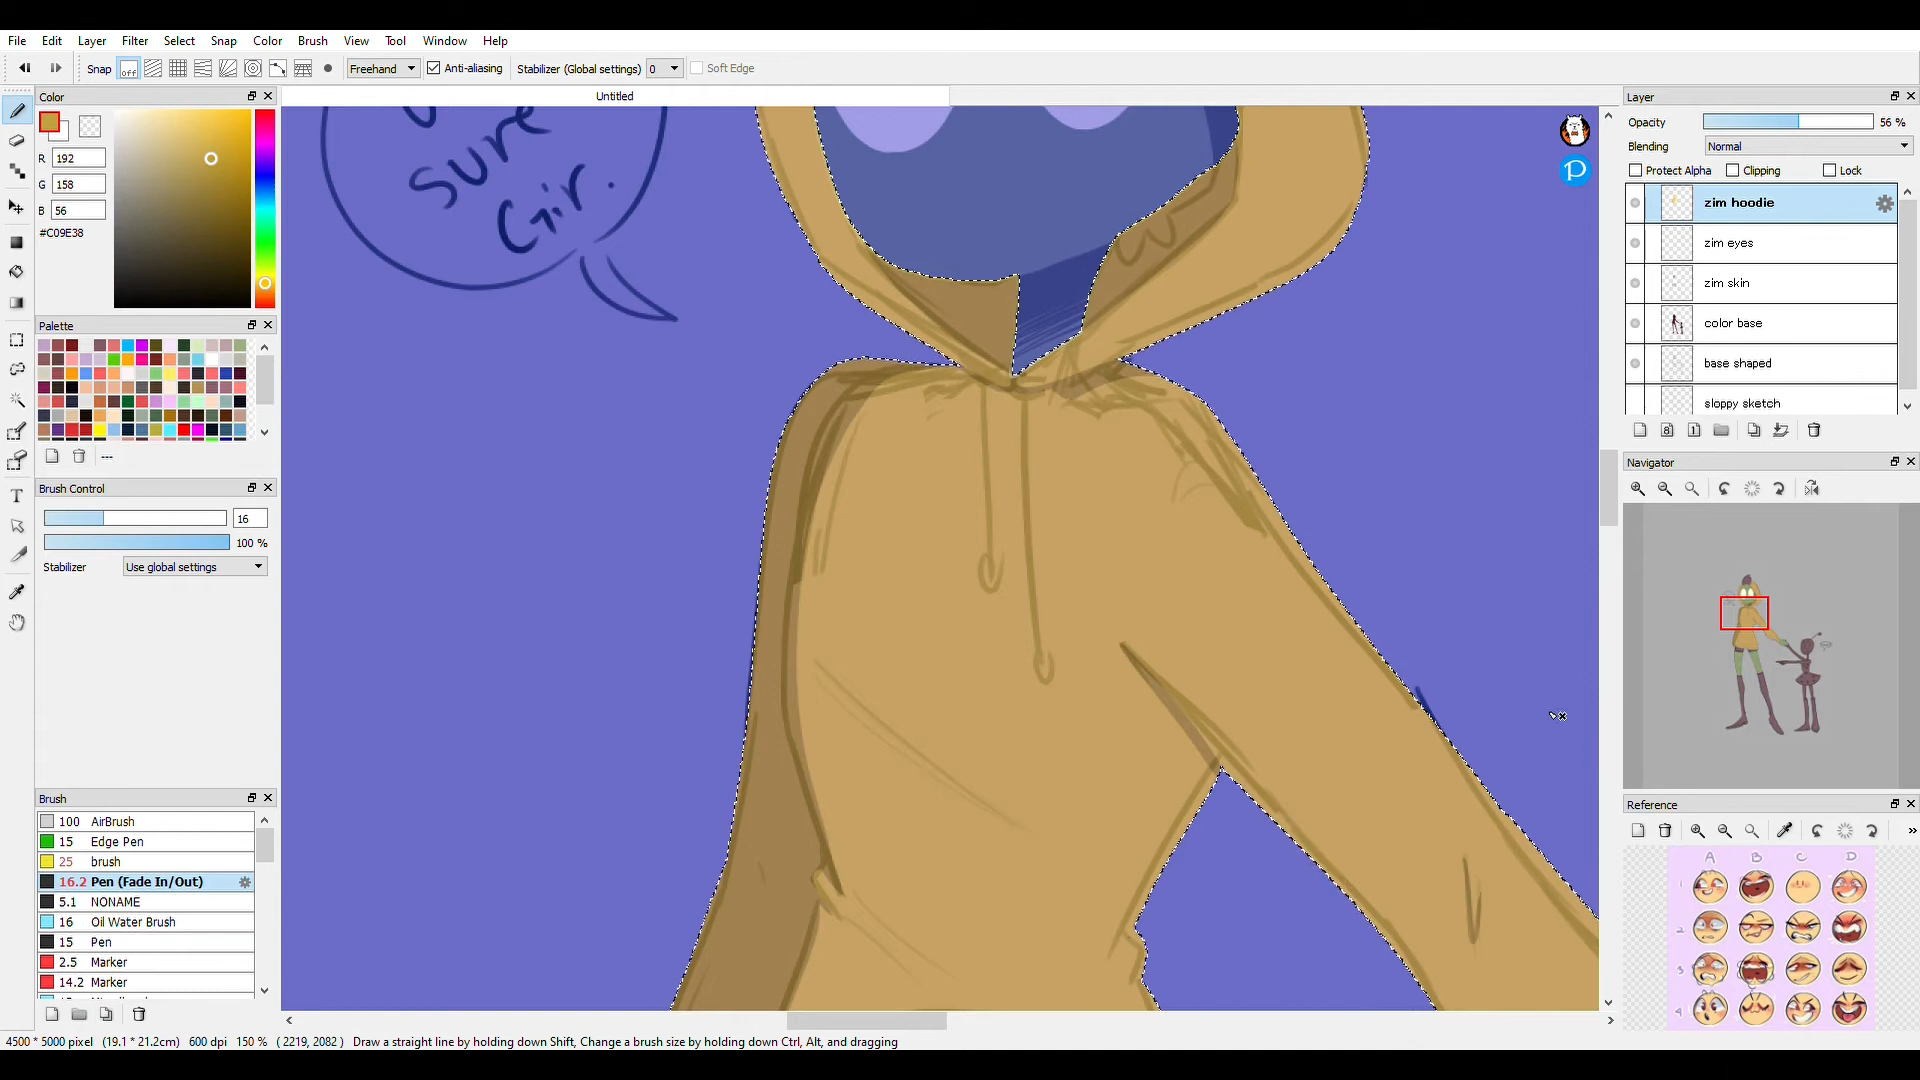 File Edit Layer Filter Select Snap Color Brush View Tool Window Help
Snap off Freehand Anti-aliasing Stabilizer (Global settings) 0 Soft Edge
Color
R 192
G 158
B 56
#C09E38
Palette
---
Brush Control
16
100 %
Stabilizer Use global settings
Brush
100 AirBrush
15 Edge Pen
25 brush
16.2 Pen (Fade In/Out)
5.1 NONAME
16 Oil Water Brush
15 Pen
2.5 Marker
14.2 Marker
Untitled
Sure
Gir.
Layer
Opacity 56 %
Blending Normal
Protect Alpha Clipping Lock
zim hoodie
zim eyes
zim skin
color base
base shaped
sloppy sketch
Navigator
Reference
A B C D
1
2
3
4
4500 * 5000 pixel (19.1 * 21.2cm) 600 dpi 150 % ( 2219, 2082 ) Draw a straight line by holding down Shift, Change a brush size by holding down Ctrl, Alt, and dragging